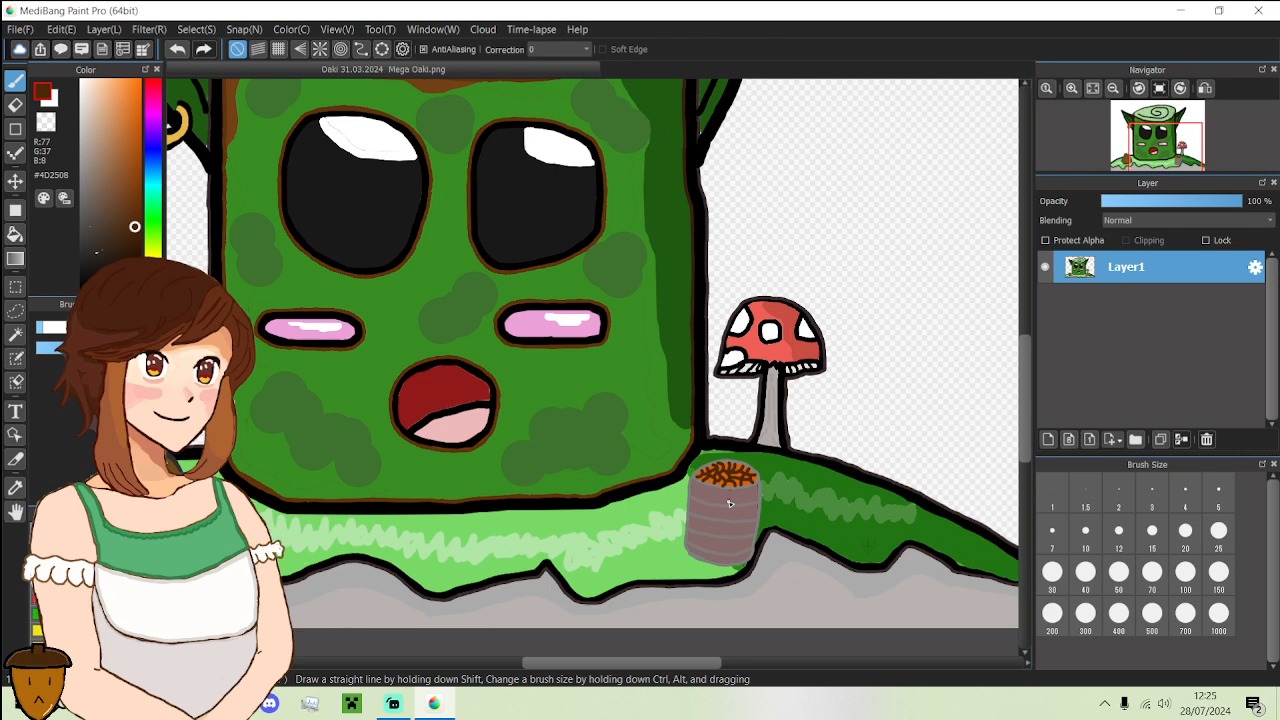 MediBang Paint Pro (64bit)
File(F) Edit(E) Layer(L) Filter(R) Select(S) Snap(N) Color(C) View(V) Tool(T) Window(W) Cloud Time-lapse Help
AntiAliasing Correction 0 Soft Edge
Color
Oaki 31.03.2024 Mega Oaki.png
Navigator
R:77
G:37
B:8
#4D2508
Layer
Opacity 100 %
Blending Normal
Protect Alpha Clipping Lock
Layer1
Brush Size
1 1.5 2 3 4 5
7 10 12 15 20 25
30 40 50 70 100 150
200 300 400 500 700 1000
Draw a straight line by holding down Shift, Change a brush size by holding down Ctrl, Alt, and dragging
12:25
28/07/2024
2